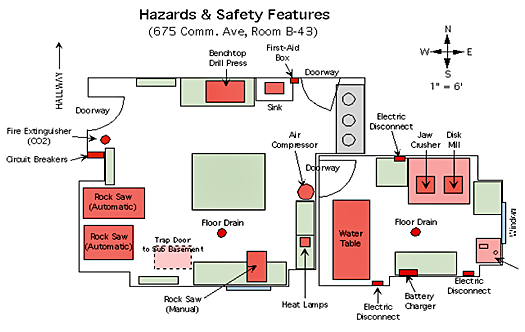 Hazards & Safety Features
(675 Comm. Ave, Room B-43)
N
W E
S
1" = 6'
HALLWAY
Benchtop
Drill Press
First-Aid
Box
Doorway
Sink
Doorway
Fire Extinguisher
(CO2)
Circuit Breakers
Air
Compressor
Electric
Disconnect
Jaw
Crusher
Disk
Mill
Doorway
Rock Saw
(Automatic)
Rock Saw
(Automatic)
Trap Door
to Sub Basement
Floor Drain
Water
Table
Floor Drain
Window
Rock Saw
(Manual)
Heat Lamps
Electric
Disconnect
Battery
Charger
Electric
Disconnect